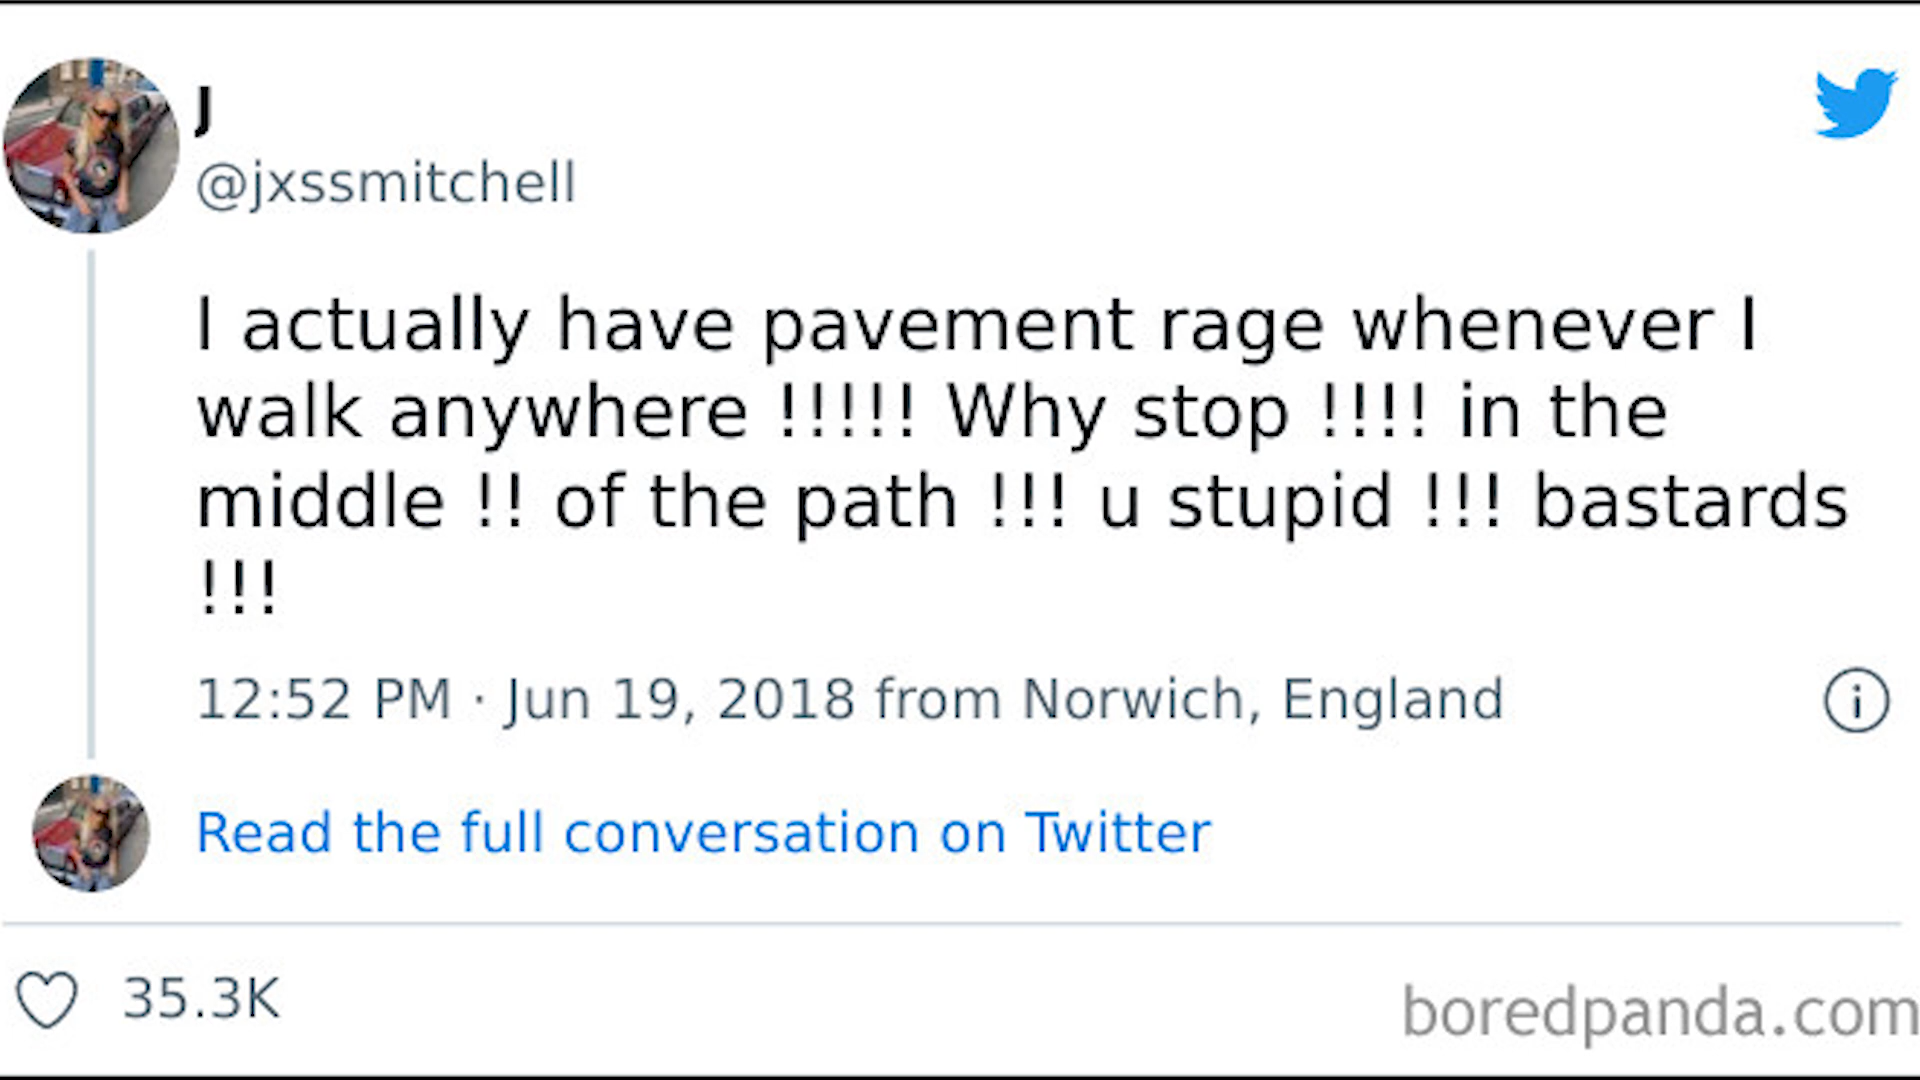 J
@jxssmitchell
I actually have pavement rage whenever I
walk anywhere !!!!! Why stop !!!! in the
middle !! of the path !!! u stupid !!! bastards
!!!
12:52 PM · Jun 19, 2018 from Norwich, England
Read the full conversation on Twitter
35.3K
boredpanda.com